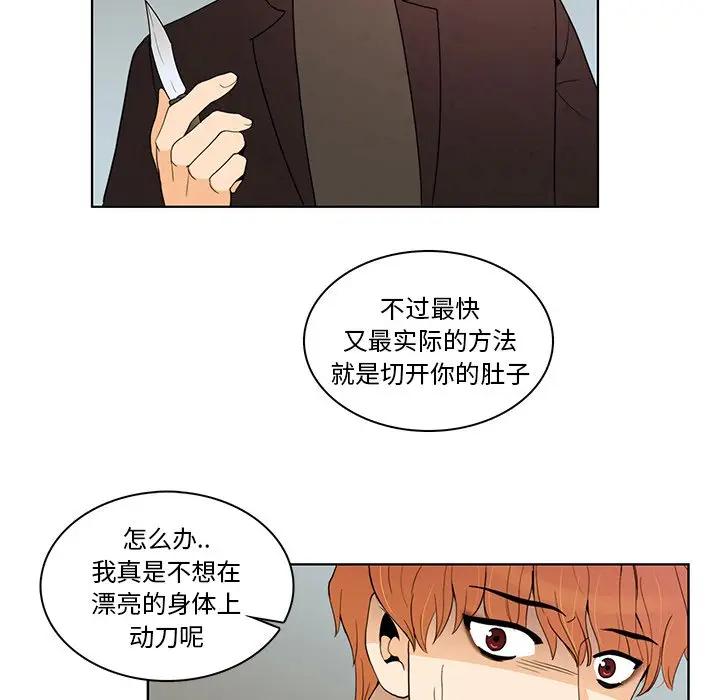 不过最快
又最实际的方法
就是切开你的肚子
怎么办..
我真是不想在
漂亮的身体上
动刀呢